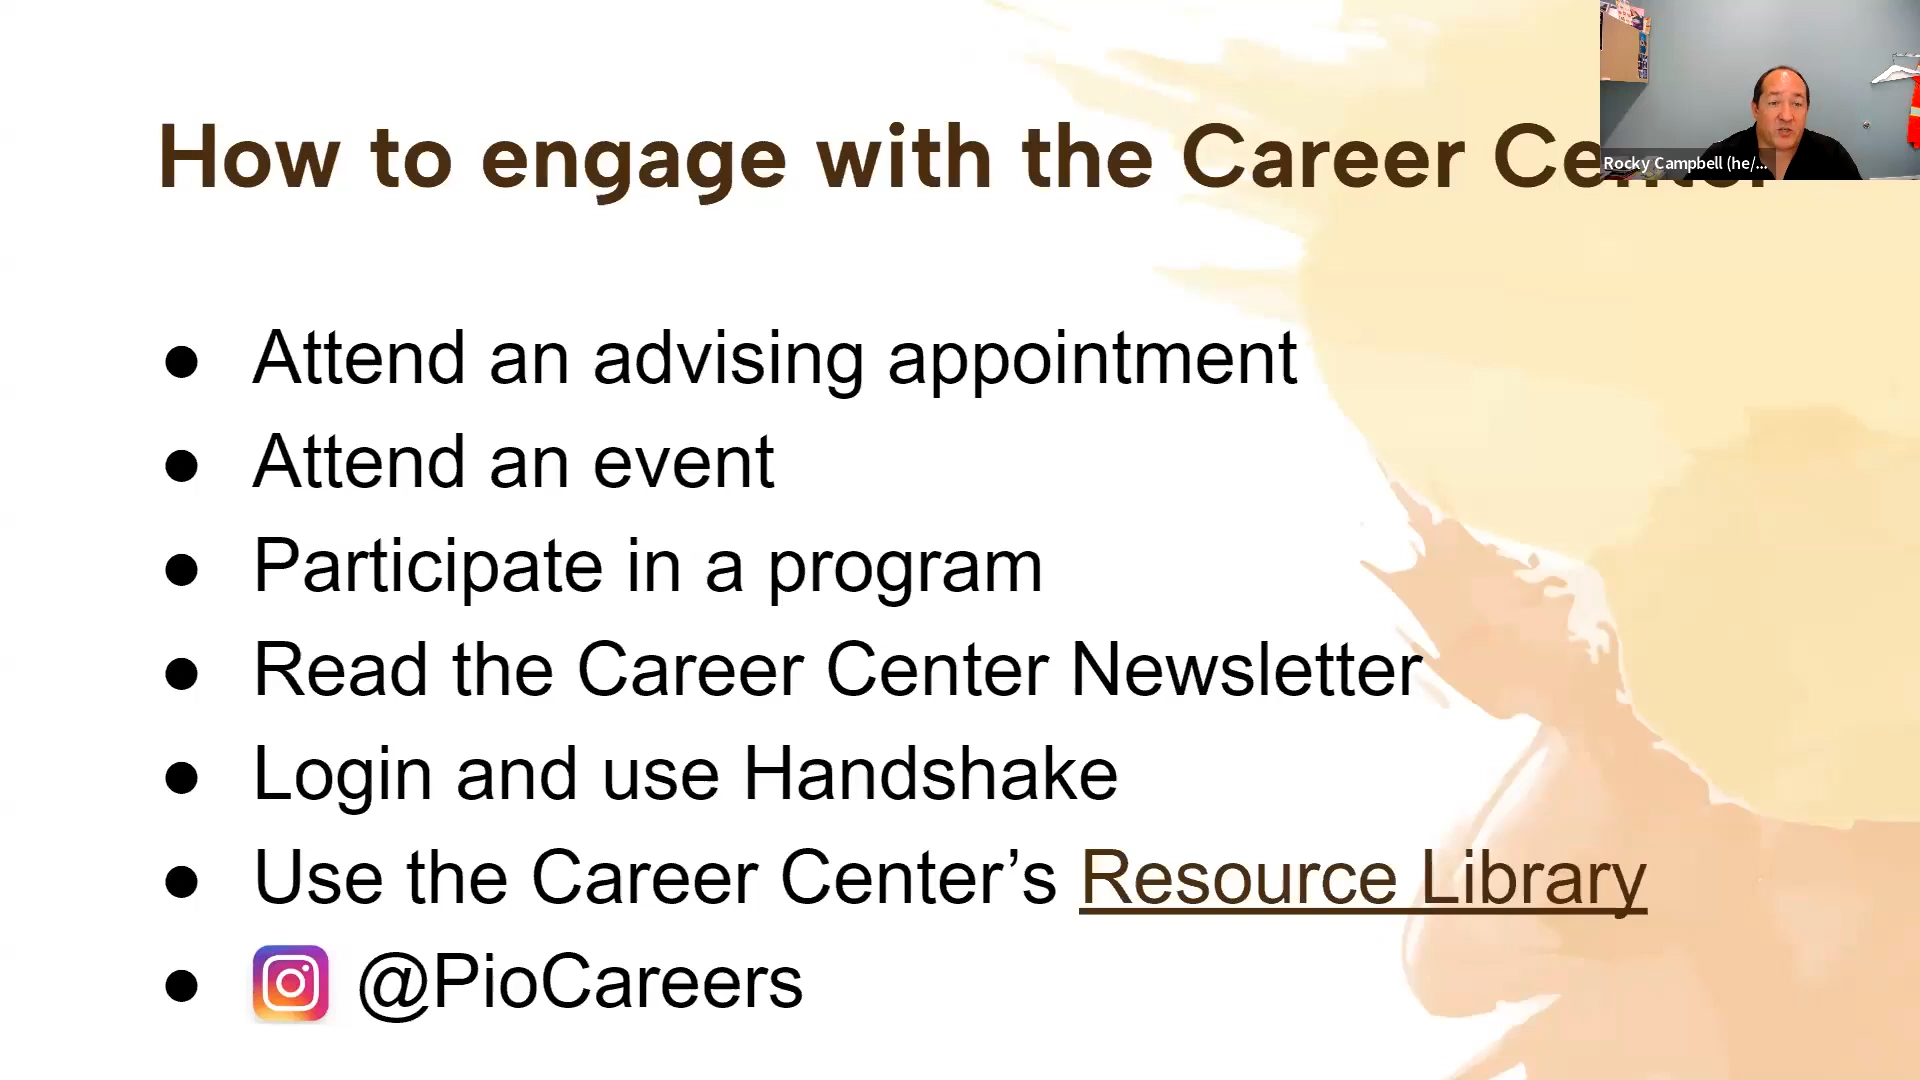 How to engage with the Career Center
Rocky Campbell (he/...
● Attend an advising appointment
● Attend an event
● Participate in a program
● Read the Career Center Newsletter
● Login and use Handshake
● Use the Career Center’s Resource Library
● @PioCareers